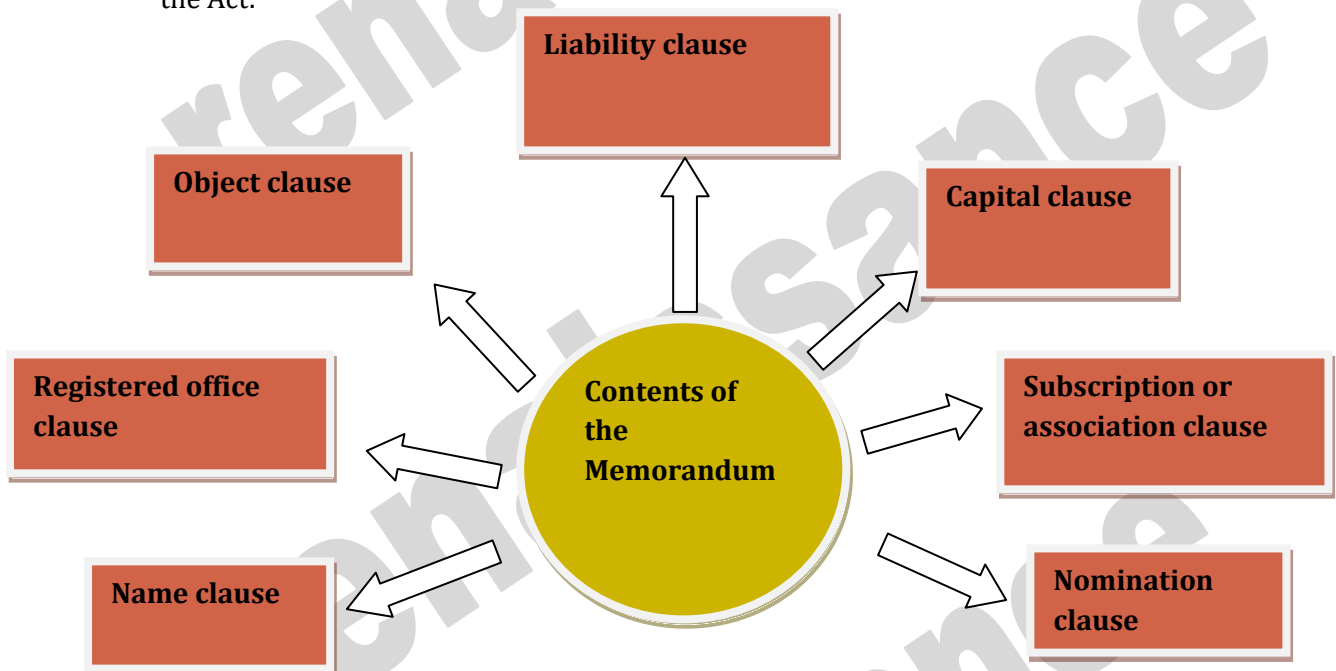 the Act.
Liability clause
Object clause
Capital clause
Registered office
clause
Contents of
the
Memorandum
Subscription or
association clause
Name clause
Nomination
clause
renaissance